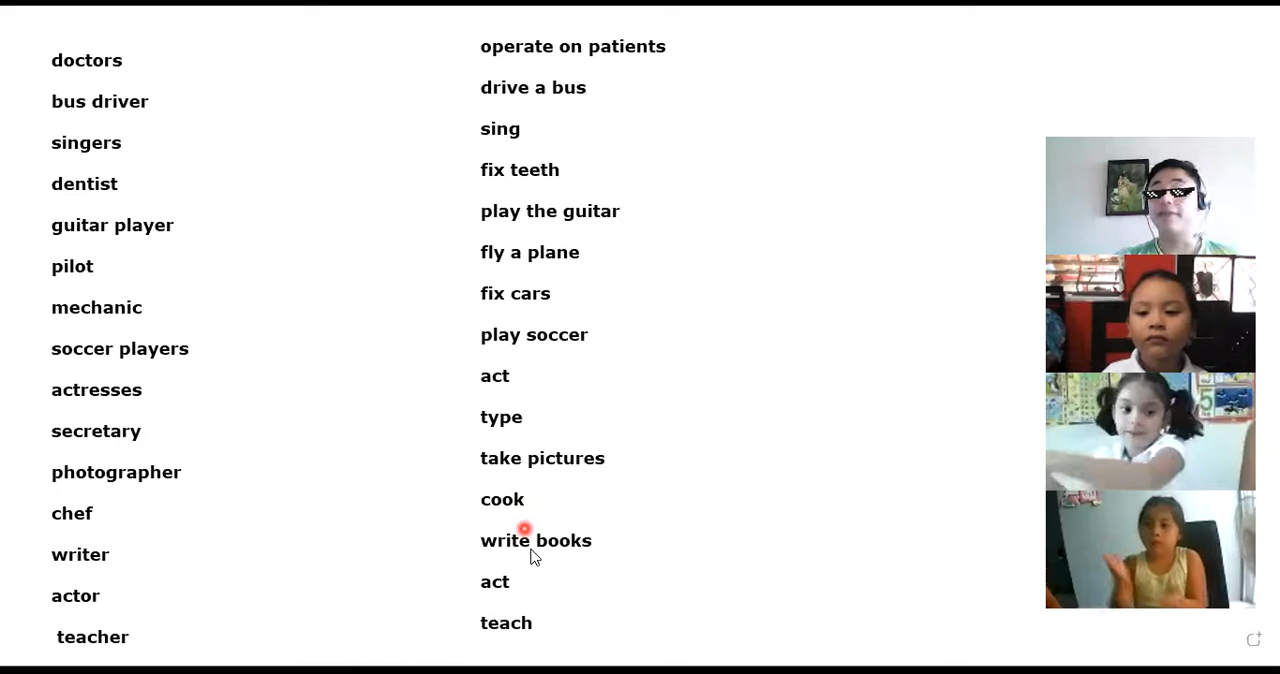 doctors
bus driver
singers
dentist
guitar player
pilot
mechanic
soccer players
actresses
secretary
photographer
chef
writer
actor
teacher
operate on patients
drive a bus
sing
fix teeth
play the guitar
fly a plane
fix cars
play soccer
act
type
take pictures
cook
write books
act
teach
5